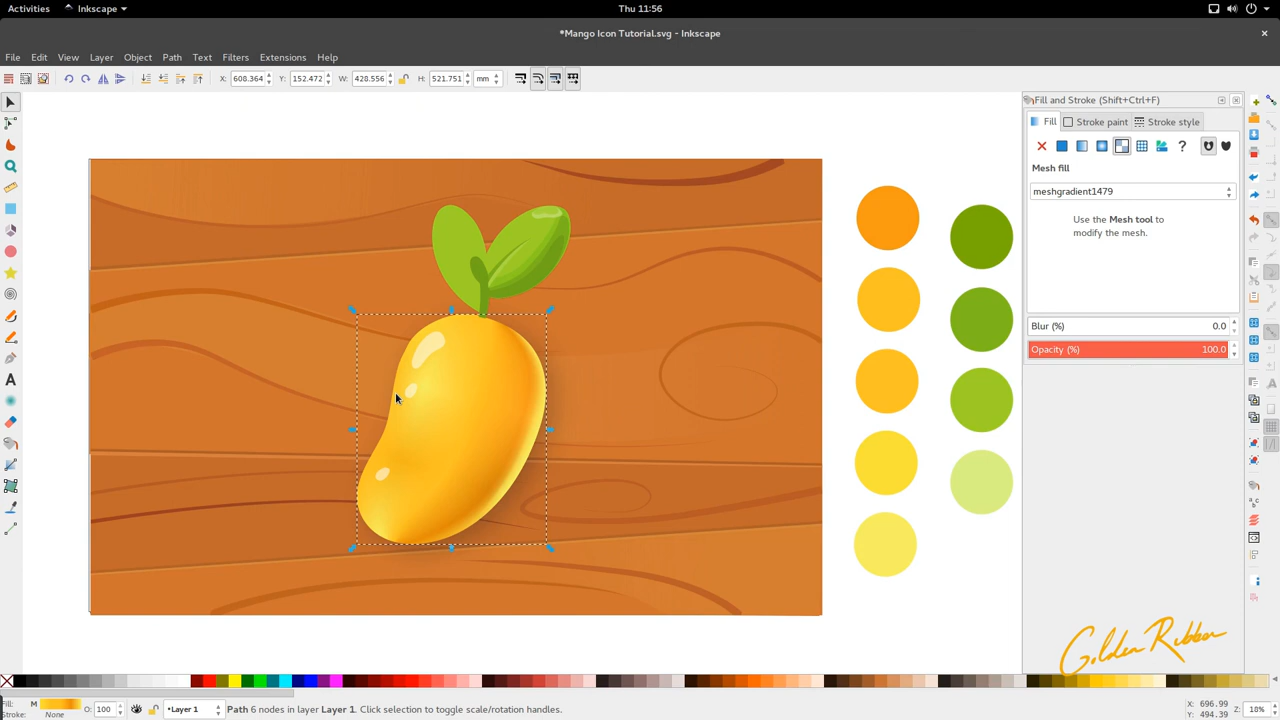 Activities Inkscape Thu 11:56
*Mango Icon Tutorial.svg - Inkscape
File Edit View Layer Object Path Text Filters Extensions Help
X: 608.364 Y: 152.472 W: 428.556 H: 521.751 mm
Fill and Stroke (Shift+Ctrl+F)
Fill Stroke paint Stroke style
?
Mesh fill
meshgradient1479
Use the Mesh tool to
modify the mesh.
Blur (%) 0.0
Opacity (%) 100.0
Golden Ribbon
Fill: M O: 100 •Layer 1 Path 6 nodes in layer Layer 1. Click selection to toggle scale/rotation handles. X: 696.99 Z: 18%
Stroke: None Y: 494.39